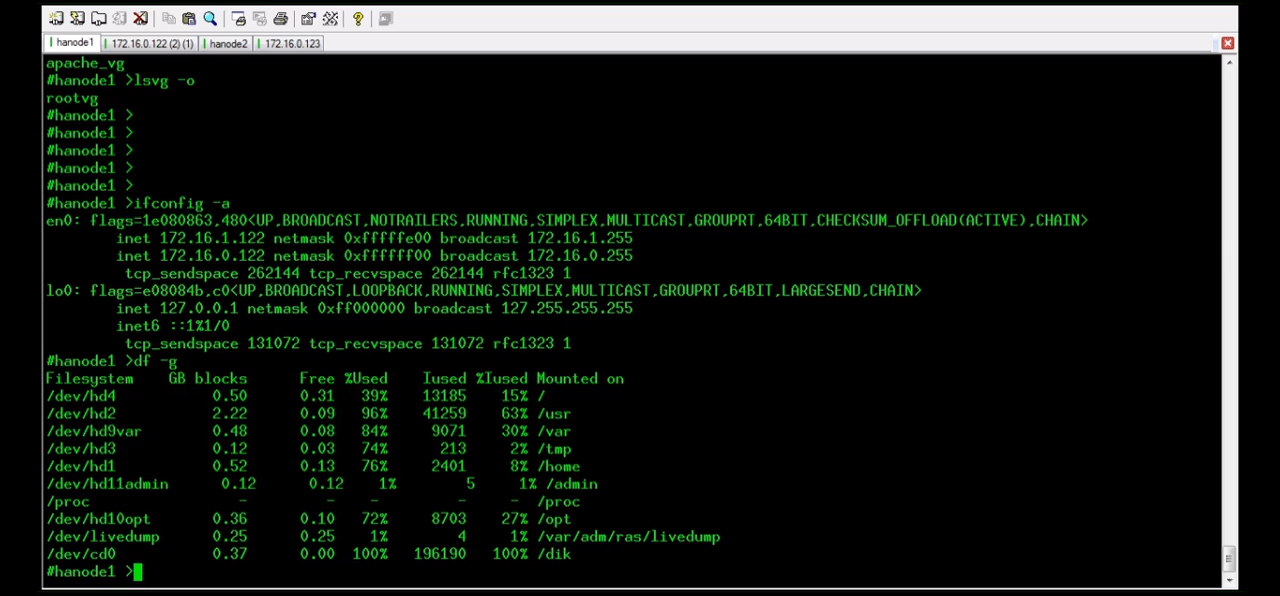 hanode1 172.16.0.122 (2) (1) hanode2 172.16.0.123
apache_vg
#hanode1 >lsvg -o
rootvg
#hanode1 >
#hanode1 >
#hanode1 >
#hanode1 >
#hanode1 >
#hanode1 >ifconfig -a
en0: flags=1e080863,480<UP,BROADCAST,NOTRAILERS,RUNNING,SIMPLEX,MULTICAST,GROUPRT,64BIT,CHECKSUM_OFFLOAD(ACTIVE),CHAIN>
inet 172.16.1.122 netmask 0xfffffe00 broadcast 172.16.1.255
inet 172.16.0.122 netmask 0xffffff00 broadcast 172.16.0.255
tcp_sendspace 262144 tcp_recvspace 262144 rfc1323 1
lo0: flags=e08084b,c0<UP,BROADCAST,LOOPBACK,RUNNING,SIMPLEX,MULTICAST,GROUPRT,64BIT,LARGESEND,CHAIN>
inet 127.0.0.1 netmask 0xff000000 broadcast 127.255.255.255
inet6 ::1%1/0
tcp_sendspace 131072 tcp_recvspace 131072 rfc1323 1
#hanode1 >df -g
Filesystem GB blocks Free %Used Iused %Iused Mounted on
/dev/hd4 0.50 0.31 39% 13185 15% /
/dev/hd2 2.22 0.09 96% 41259 63% /usr
/dev/hd9var 0.48 0.08 84% 9071 30% /var
/dev/hd3 0.12 0.03 74% 213 2% /tmp
/dev/hd1 0.52 0.13 76% 2401 8% /home
/dev/hd11admin 0.12 0.12 1% 5 1% /admin
/proc - - - - - /proc
/dev/hd10opt 0.36 0.10 72% 8703 27% /opt
/dev/livedump 0.25 0.25 1% 4 1% /var/adm/ras/livedump
/dev/cd0 0.37 0.00 100% 196190 100% /dik
#hanode1 >